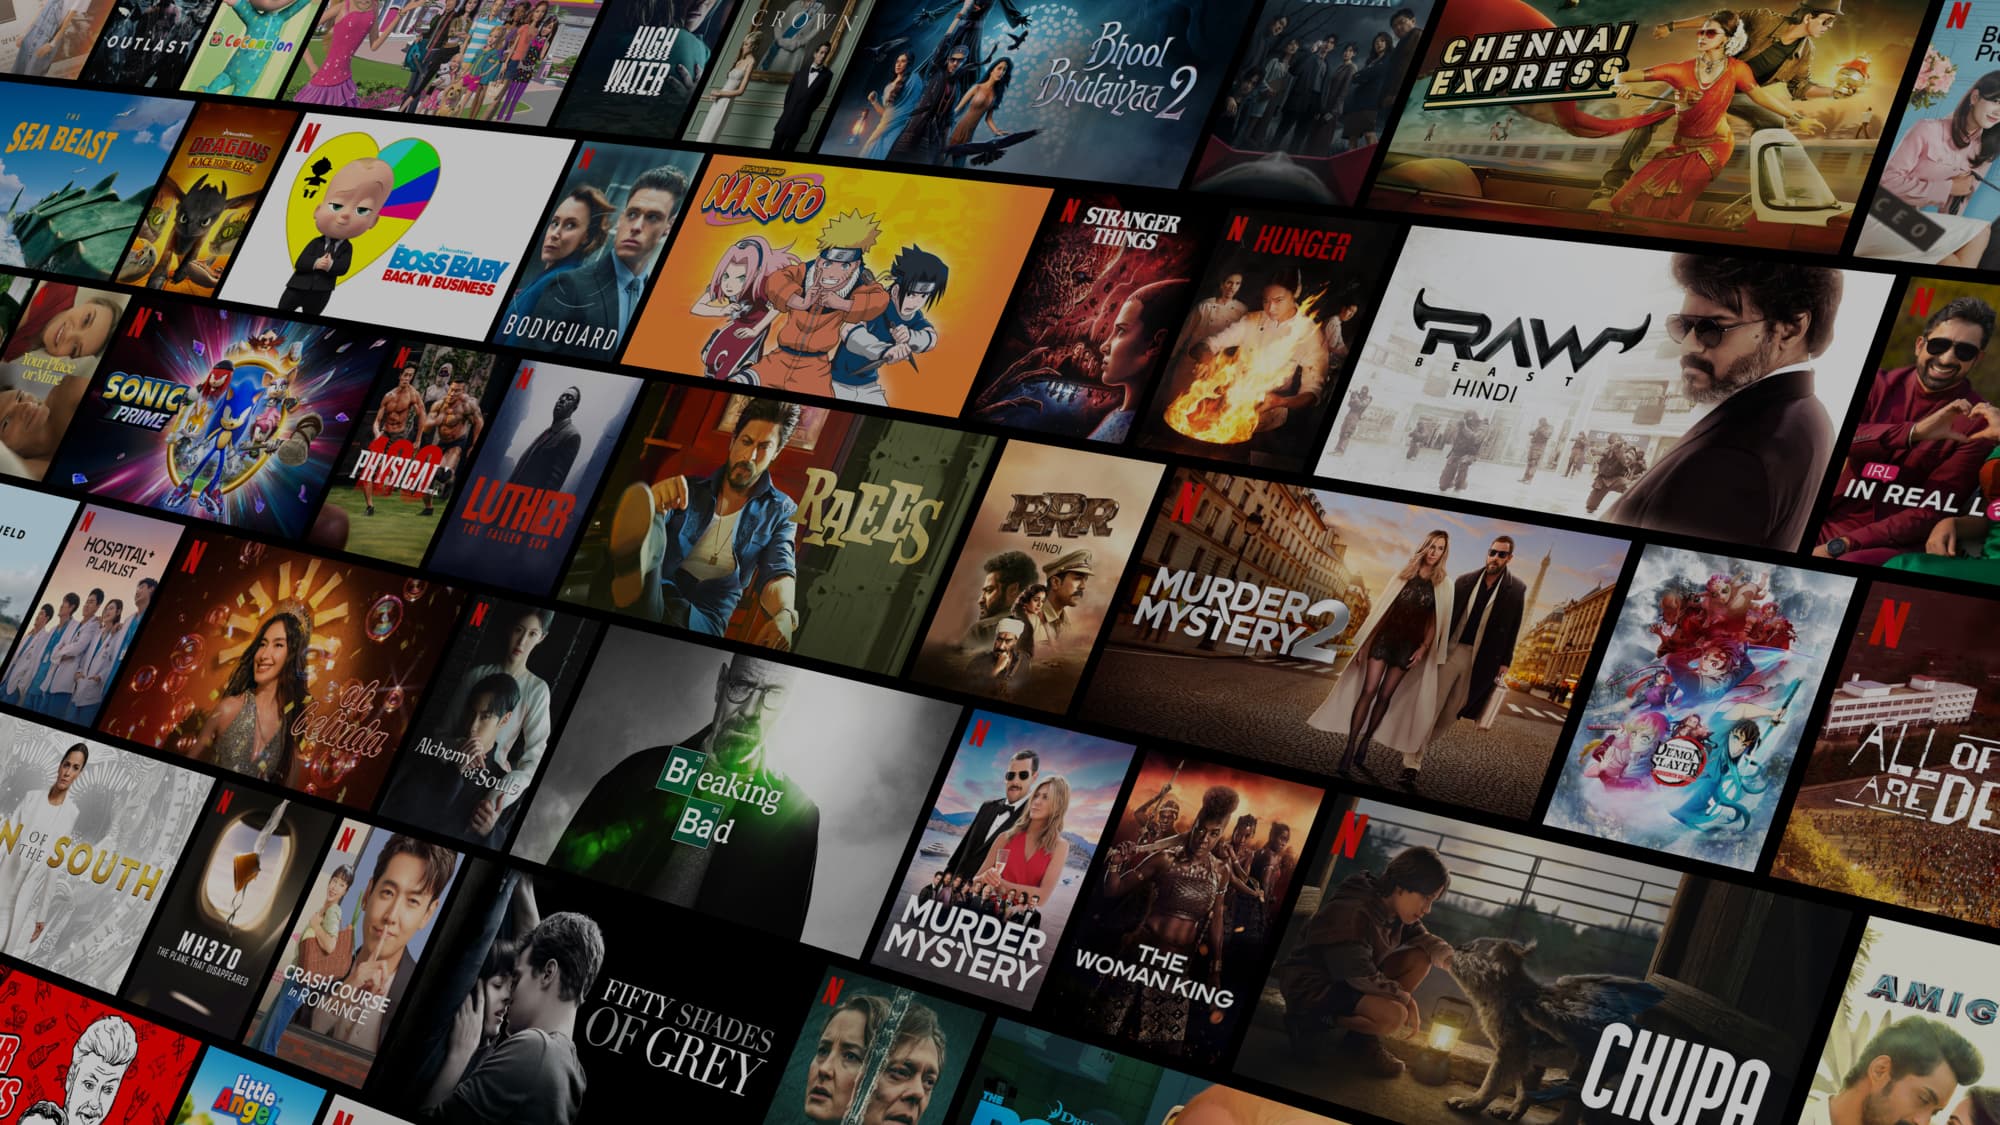 OUTLAST
CoComelon
HIGH
WATER
CROWN
Bhool
Bhulaiyaa 2
CHENNAI
EXPRESS
N
CEO
THE
SEA BEAST
DRAGONS
RACE TO THE EDGE
N
THE
BOSS BABY
BACK IN BUSINESS
N
BODYGUARD
NARUTO
N
STRANGER
THINGS
N
HUNGER
RAW
BEAST
HINDI
N
IRL
IN REAL L
Your Place
or Mine
N
SONIC
PRIME
N
100
PHYSICAL
N
LUTHER
THE FALLEN SUN
RAEES
RRR
HINDI
N
MURDER
MYSTERY 2
DEMON
SLAYER
N
ALL OF
ARE DE
IELD
N
HOSPITAL
PLAYLIST
N
oh
belinda
N
Alchemy
of Souls
35
Breaking
56
Bad
N
MURDER
MYSTERY
THE
WOMAN KING
N
CHUPA
AMIG
N OF
THE SOUTH
N
MH370
THE PLANE THAT DISAPPEARED
N
CRASH COURSE
in ROMANCE
FIFTY SHADES
OF GREY
N
THE
Little
Angel
N